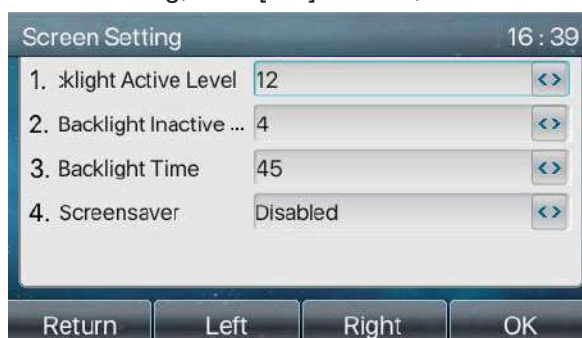 Screen Setting 16:39
1. klight Active Level 12
2. Backlight Inactive ... 4
3. Backlight Time 45
4. Screensaver Disabled
Return Left Right OK